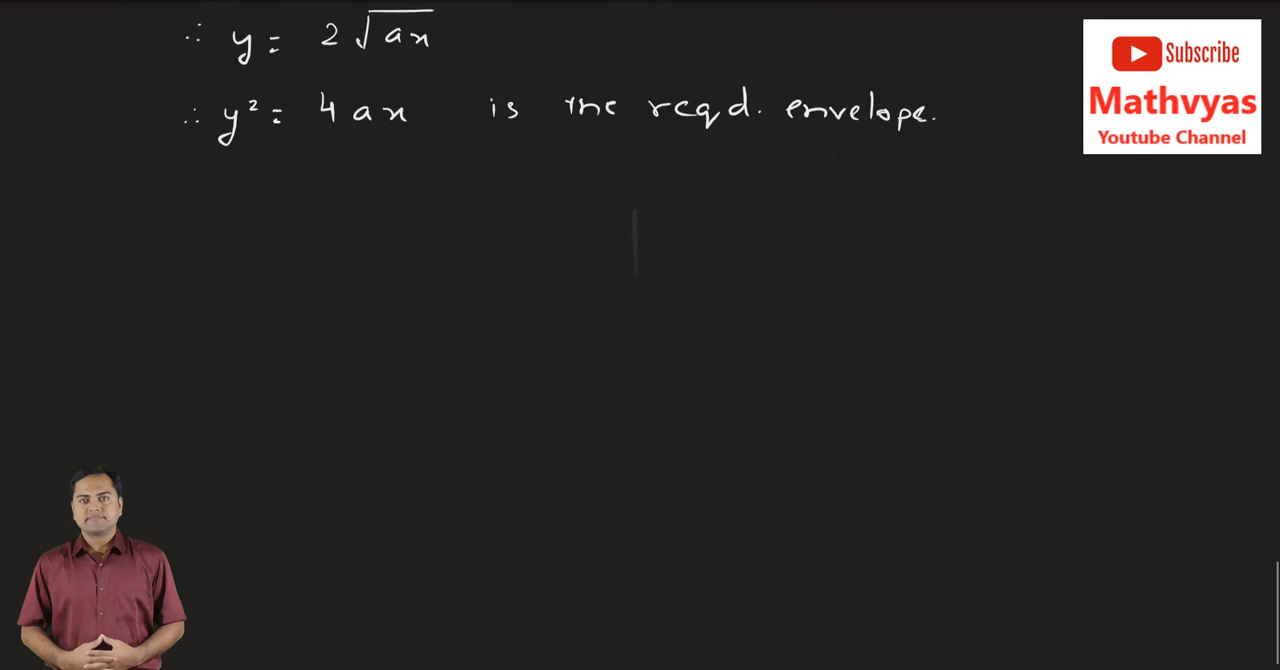 ∴ y = 2√ax
∴ y² = 4ax is the reqd. envelope.
Subscribe
Mathvyas
Youtube Channel